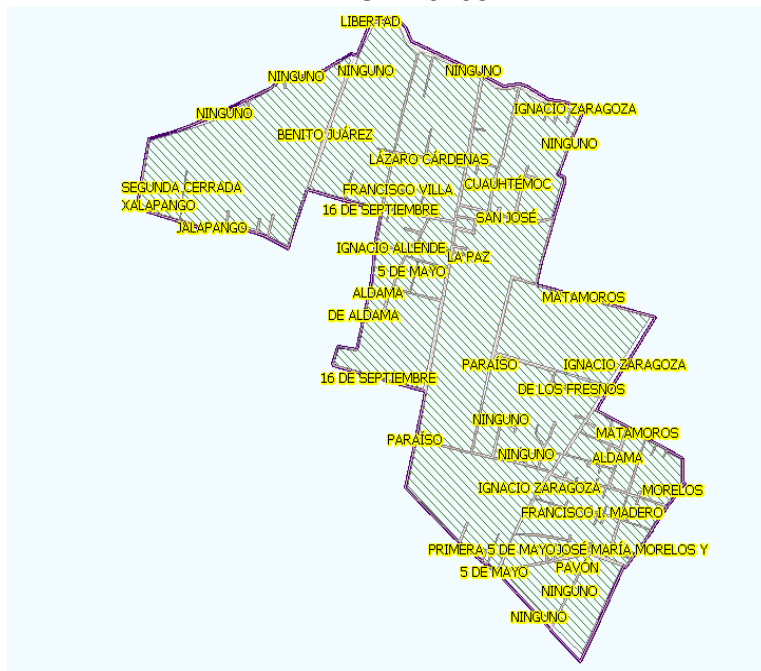 LIBERTAD
NINGUNO
NINGUNO
NINGUNO
NINGUNO
IGNACIO ZARAGOZA
BENITO JUÁREZ
NINGUNO
LÁZARO CÁRDENAS
SEGUNDA CERRADA
FRANCISCO VILLA
CUAUHTÉMOC
XALAPANGO
16 DE SEPTIEMBRE
SAN JOSÉ
JALAPANGO
IGNACIO ALLENDE
LA PAZ
5 DE MAYO
ALDAMA
MATAMOROS
DE ALDAMA
PARAÍSO
IGNACIO ZARAGOZA
16 DE SEPTIEMBRE
DE LOS FRESNOS
NINGUNO
PARAÍSO
MATAMOROS
NINGUNO
ALDAMA
IGNACIO ZARAGOZA
MORELOS
FRANCISCO I. MADERO
PRIMERA 5 DE MAYO
JOSÉ MARÍA MORELOS Y
PAVÓN
5 DE MAYO
NINGUNO
NINGUNO